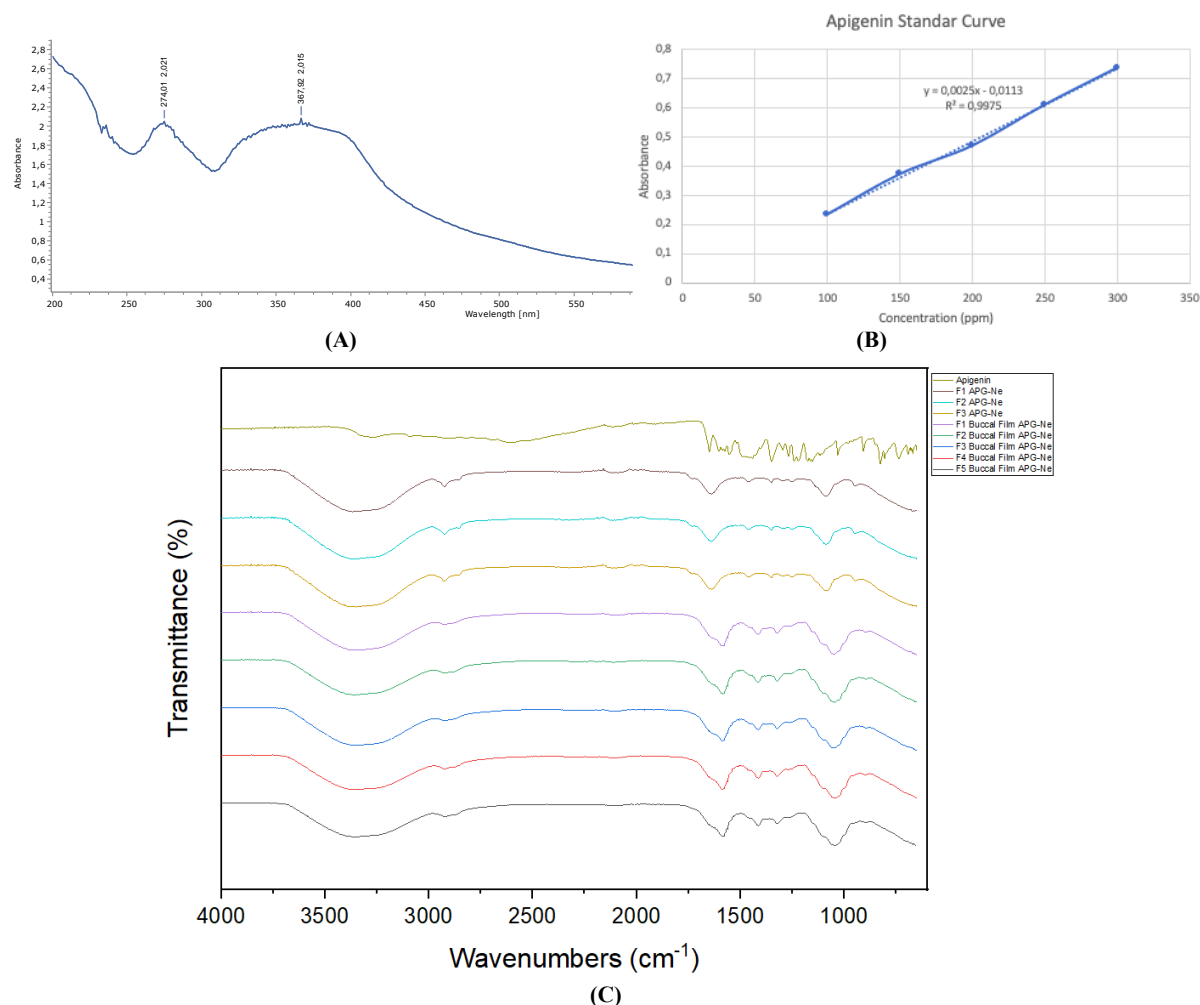 2,8
2,6
2,4
2,2
2
1,8
1,6
1,4
1,2
1
0,8
0,6
0,4
Absorbance
274,01 2,021
367,92 2,015
200 250 300 350 400 450 500 550
Wavelength [nm]
(A)
Apigenin Standar Curve
0,8
0,7
0,6
0,5
0,4
0,3
0,2
0,1
0
Absorbance
y = 0,0025x - 0,0113
R² = 0,9975
0 50 100 150 200 250 300 350
Concentration (ppm)
(B)
Apigenin
F1 APG-Ne
F2 APG-Ne
F3 APG-Ne
F1 Buccal Film APG-Ne
F2 Buccal Film APG-Ne
F3 Buccal Film APG-Ne
F4 Buccal Film APG-Ne
F5 Buccal Film APG-Ne
Transmittance (%)
4000 3500 3000 2500 2000 1500 1000
Wavenumbers (cm⁻¹)
(C)